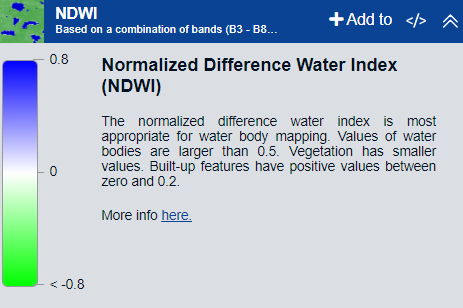 NDWI
Based on a combination of bands (B3 - B8...
Add to </>
0.8
0
< -0.8
Normalized Difference Water Index
(NDWI)
The normalized difference water index is most
appropriate for water body mapping. Values of water
bodies are larger than 0.5. Vegetation has smaller
values. Built-up features have positive values between
zero and 0.2.
More info here.